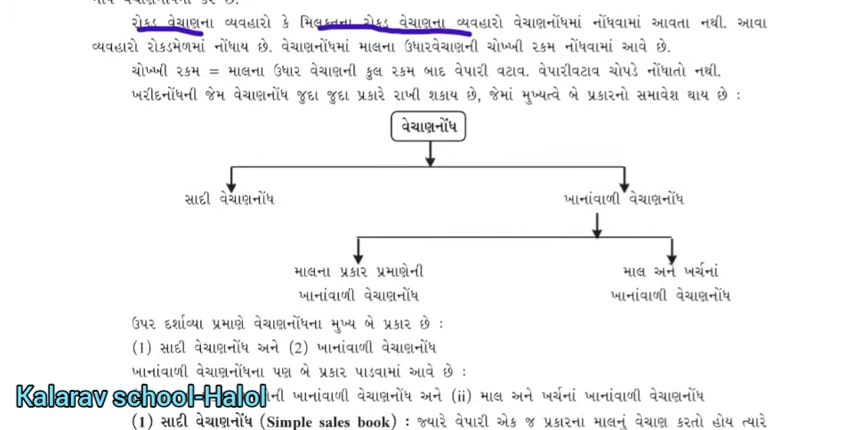 રોકડ વેચાણના વ્યવહારો કે મિલકતના રોકડ વેચાણના વ્યવહારો વેચાણનોંધમાં નોંધવામાં આવતા નથી. આવા
વ્યવહારો રોકડમેળમાં નોંધાય છે. વેચાણનોંધમાં માલના ઉધારવેચાણની ચોખ્ખી રકમ નોંધવામાં આવે છે.
ચોખ્ખી રકમ = માલના ઉધાર વેચાણની કુલ રકમ બાદ વેપારી વટાવ. વેપારીવટાવ ચોપડે નોંધાતો નથી.
ખરીદનોંધની જેમ વેચાણનોંધ જુદા જુદા પ્રકારે રાખી શકાય છે, જેમાં મુખ્યત્વે બે પ્રકારનો સમાવેશ થાય છે :
વેચાણનોંધ
સાદી વેચાણનોંધ
ખાનાંવાળી વેચાણનોંધ
માલના પ્રકાર પ્રમાણેની
ખાનાંવાળી વેચાણનોંધ
માલ અને ખર્ચનાં
ખાનાંવાળી વેચાણનોંધ
ઉપર દર્શાવ્યા પ્રમાણે વેચાણનોંધના મુખ્ય બે પ્રકાર છે :
(1) સાદી વેચાણનોંધ અને (2) ખાનાંવાળી વેચાણનોંધ
ખાનાંવાળી વેચાણનોંધના પણ બે પ્રકાર પાડવામાં આવે છે :
Kalarav school-Halol
ખાનાંવાળી વેચાણનોંધ અને (ii) માલ અને ખર્ચનાં ખાનાંવાળી વેચાણનોંધ
(1) સાદી વેચાણનોંધ (Simple sales book) : જ્યારે વેપારી એક જ પ્રકારના માલનું વેચાણ કરતો હોય ત્યારે